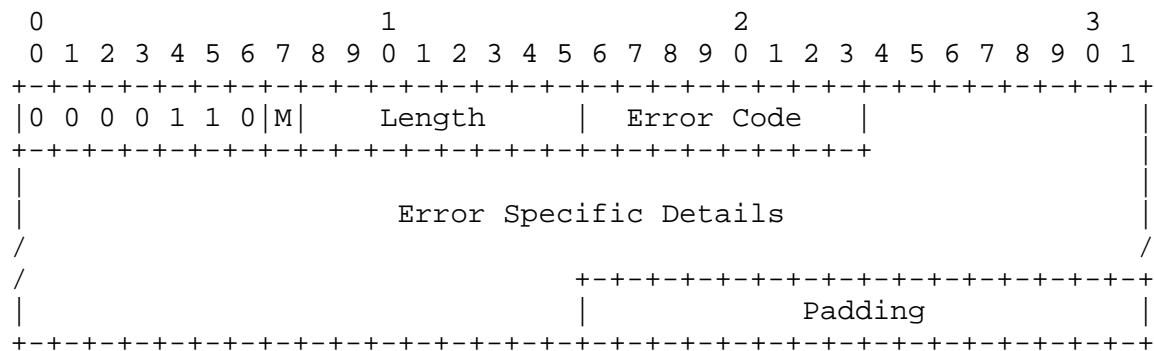 0                   1                   2                   3
 0 1 2 3 4 5 6 7 8 9 0 1 2 3 4 5 6 7 8 9 0 1 2 3 4 5 6 7 8 9 0 1
+-+-+-+-+-+-+-+-+-+-+-+-+-+-+-+-+-+-+-+-+-+-+-+-+-+-+-+-+-+-+-+-+
|0 0 0 0 1 1 0|M|    Length     |  Error Code   |               |
+-+-+-+-+-+-+-+-+-+-+-+-+-+-+-+-+-+-+-+-+-+-+-+-+               |
|                                                               |
|                     Error Specific Details                    |
/                                                               /
/                               +-+-+-+-+-+-+-+-+-+-+-+-+-+-+-+-+
|                               |            Padding            |
+-+-+-+-+-+-+-+-+-+-+-+-+-+-+-+-+-+-+-+-+-+-+-+-+-+-+-+-+-+-+-+-+